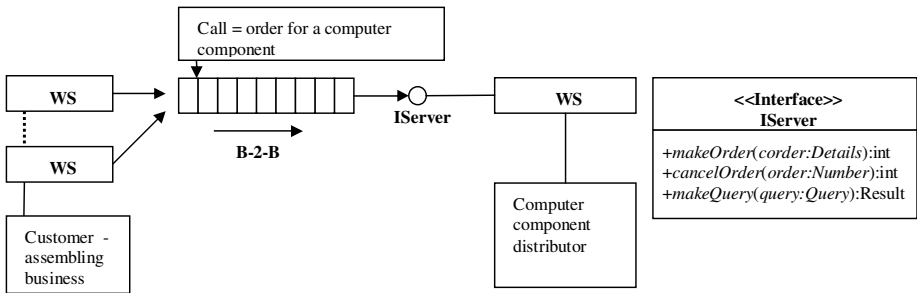 Call = order for a computer
component
WS
WS
Customer -
assembling
business
B-2-B
IServer
WS
Computer
component
distributor
<<Interface>>
IServer
+makeOrder(corder:Details):int
+cancelOrder(order:Number):int
+makeQuery(query:Query):Result